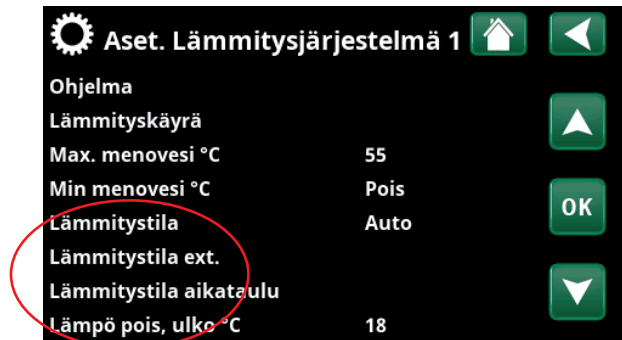 Aset. Lämmitysjärjestelmä 1
Ohjelma
Lämmityskäyrä
Max. menovesi °C 55
Min menovesi °C Pois
Lämmitystila Auto
OK
Lämmitystila ext.
Lämmitystila aikataulu
Lämpö pois, ulko °C 18